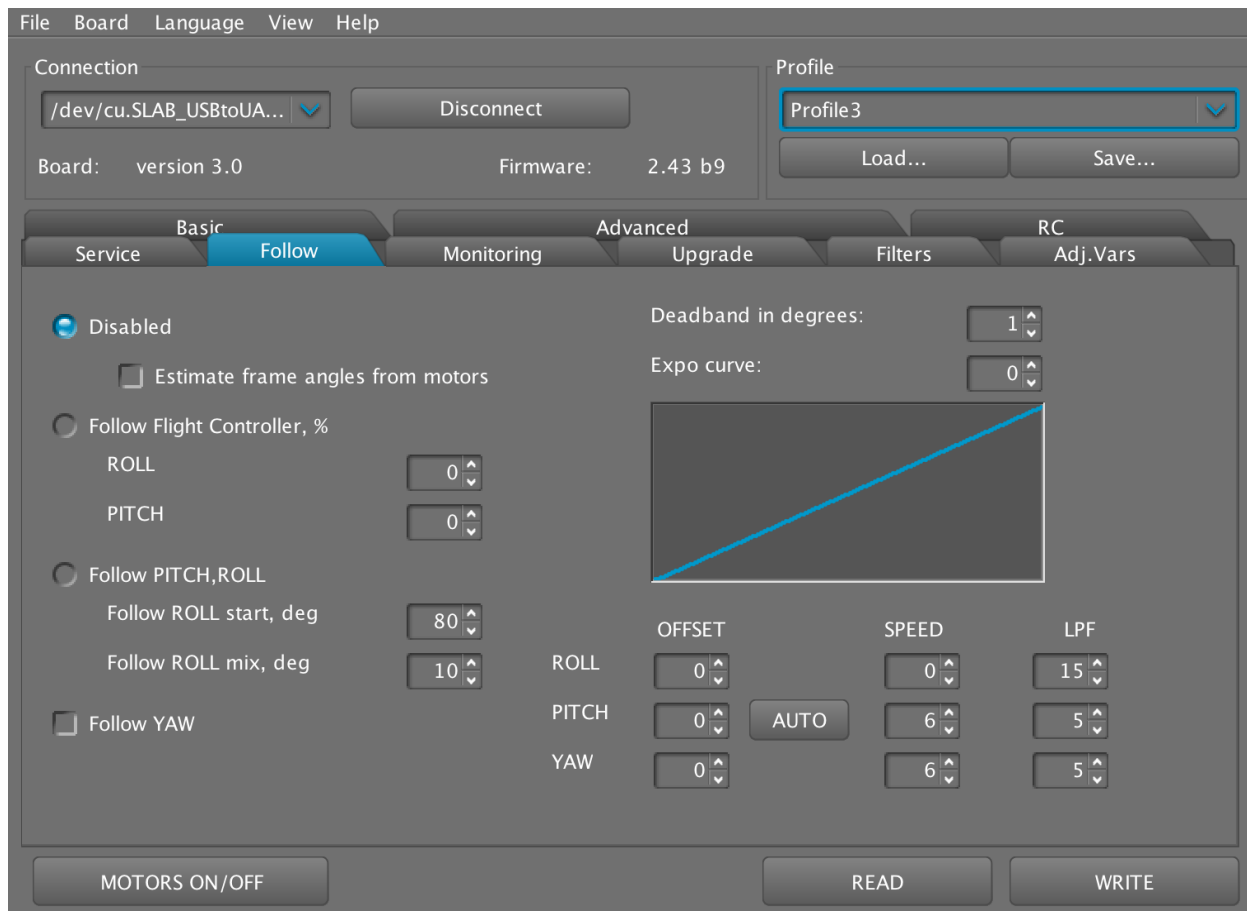 File Board Language View Help
Connection
Profile
/dev/cu.SLAB_USBtoUA...
Disconnect
Profile3
Load...
Save...
Board: version 3.0
Firmware: 2.43 b9
Basic
Advanced
RC
Service
Follow
Monitoring
Upgrade
Filters
Adj.Vars
Disabled
Estimate frame angles from motors
Follow Flight Controller, %
ROLL 0
PITCH 0
Follow PITCH,ROLL
Follow ROLL start, deg 80
Follow ROLL mix, deg 10
Follow YAW
Deadband in degrees: 1
Expo curve: 0
OFFSET SPEED LPF
ROLL 0 0 15
PITCH 0 AUTO 6 5
YAW 0 6 5
MOTORS ON/OFF
READ
WRITE